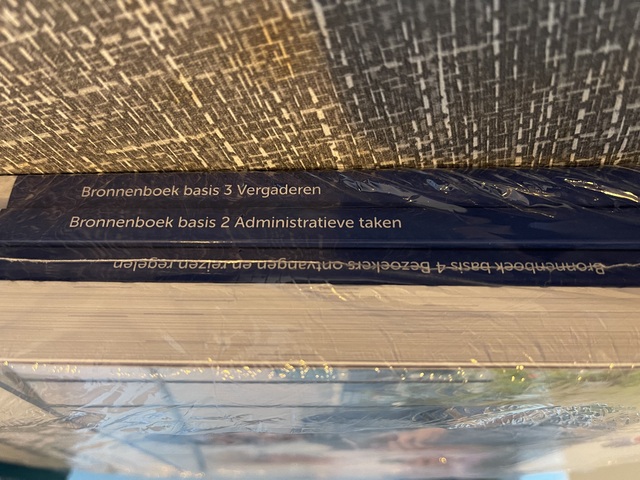 Bronnenboek basis 3 Vergaderen
Bronnenboek basis 2 Administratieve taken
Bronnenboek basis 4 Bezoekers ontvangen en reizen regelen